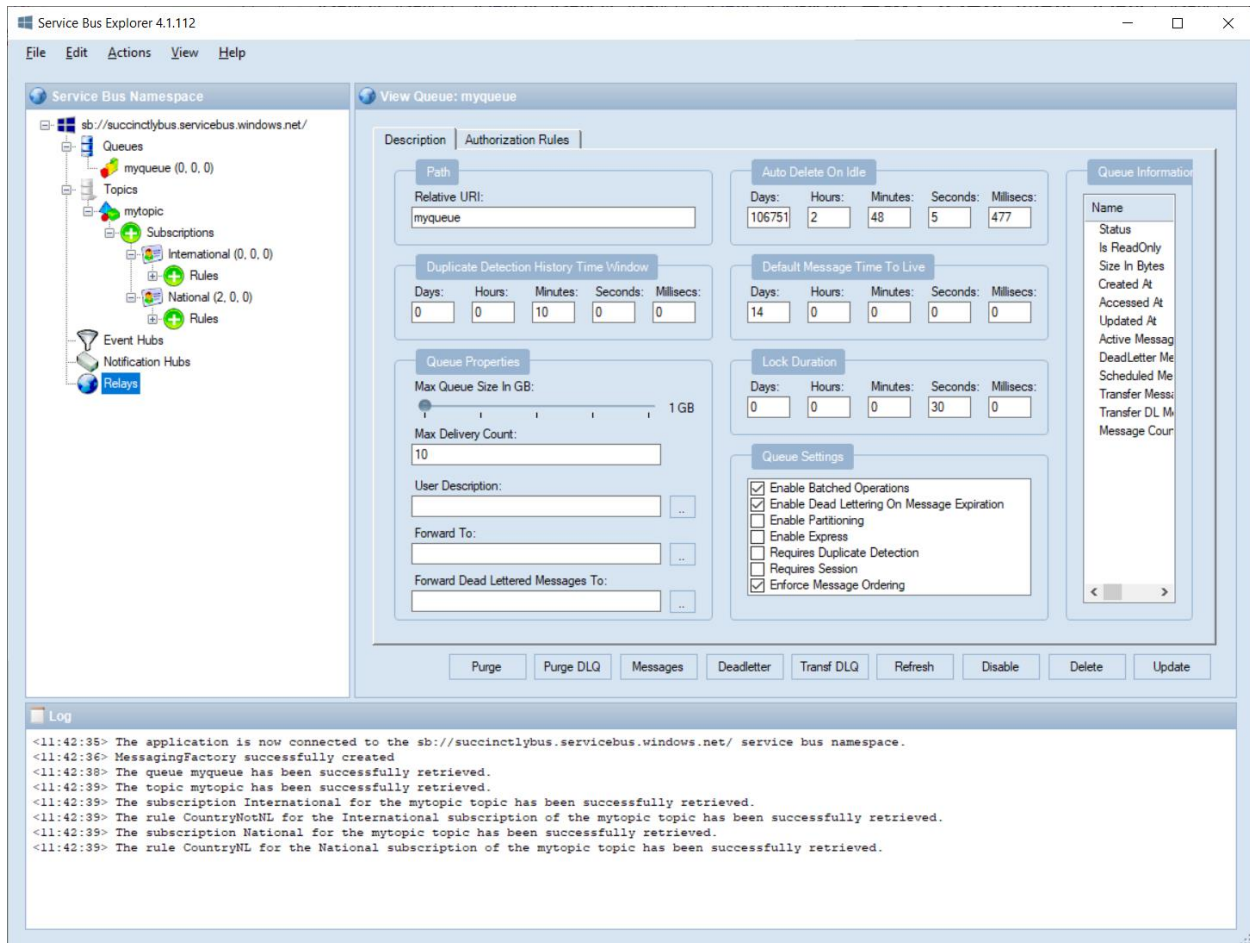 Service Bus Explorer 4.1.112
File Edit Actions View Help
Service Bus Namespace
sb://succinctlybus.servicebus.windows.net/
Queues
myqueue (0, 0, 0)
Topics
mytopic
Subscriptions
International (0, 0, 0)
Rules
National (2, 0, 0)
Rules
Event Hubs
Notification Hubs
Relays
View Queue: myqueue
Description Authorization Rules
Path
Relative URI:
myqueue
Duplicate Detection History Time Window
Days: Hours: Minutes: Seconds: Millisecs:
0 0 10 0 0
Queue Properties
Max Queue Size In GB:
1 GB
Max Delivery Count:
10
User Description:
..
Forward To:
..
Forward Dead Lettered Messages To:
..
Auto Delete On Idle
Days: Hours: Minutes: Seconds: Millisecs:
106751 2 48 5 477
Default Message Time To Live
Days: Hours: Minutes: Seconds: Millisecs:
14 0 0 0 0
Lock Duration
Days: Hours: Minutes: Seconds: Millisecs:
0 0 0 30 0
Queue Settings
Enable Batched Operations
Enable Dead Lettering On Message Expiration
Enable Partitioning
Enable Express
Requires Duplicate Detection
Requires Session
Enforce Message Ordering
Queue Information
Name
Status
Is ReadOnly
Size In Bytes
Created At
Accessed At
Updated At
Active Messag
DeadLetter Me
Scheduled Me
Transfer Messa
Transfer DL M
Message Cour
Purge Purge DLQ Messages Deadletter Transf DLQ Refresh Disable Delete Update
Log
<11:42:35> The application is now connected to the sb://succinctlybus.servicebus.windows.net/ service bus namespace.
<11:42:36> MessagingFactory successfully created
<11:42:38> The queue myqueue has been successfully retrieved.
<11:42:39> The topic mytopic has been successfully retrieved.
<11:42:39> The subscription International for the mytopic topic has been successfully retrieved.
<11:42:39> The rule CountryNotNL for the International subscription of the mytopic topic has been successfully retrieved.
<11:42:39> The subscription National for the mytopic topic has been successfully retrieved.
<11:42:39> The rule CountryNL for the National subscription of the mytopic topic has been successfully retrieved.